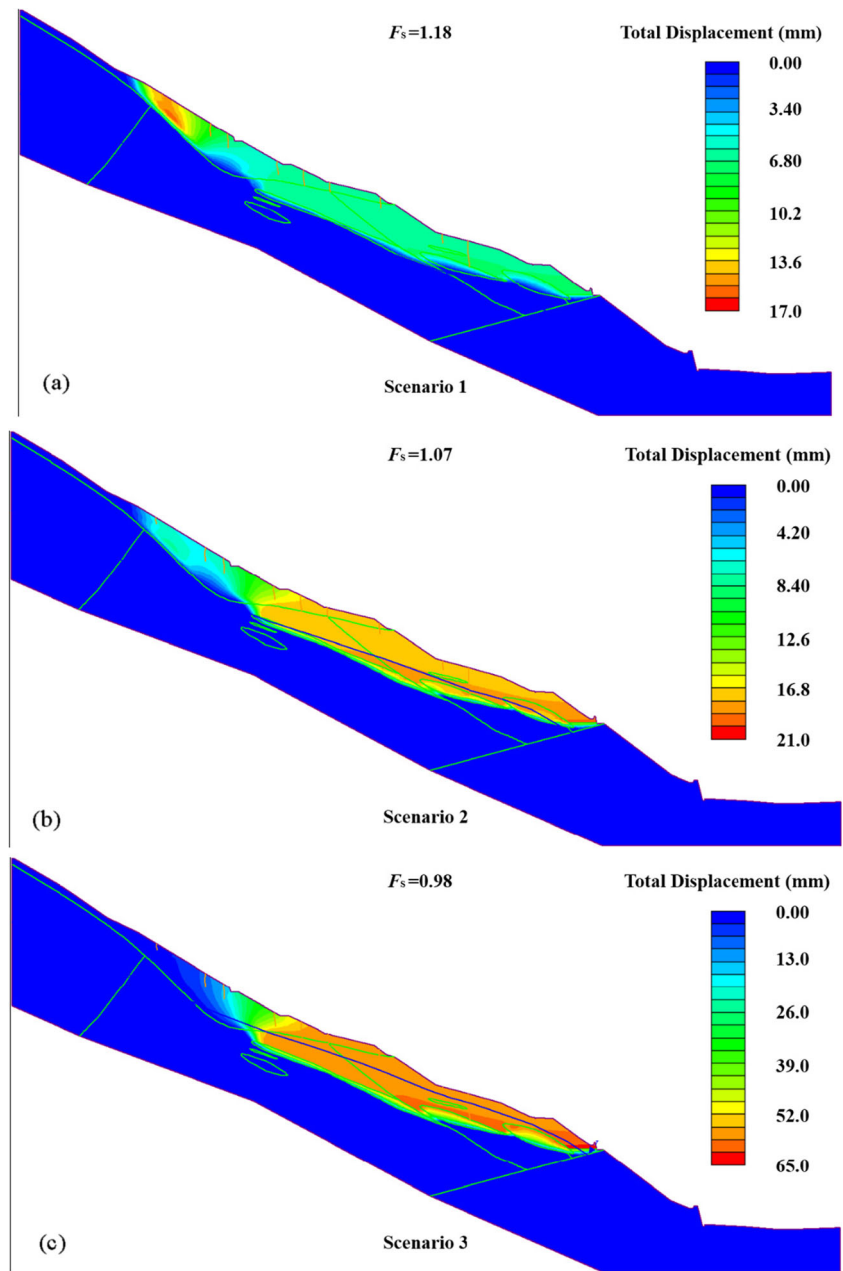 Fs=1.18
Total Displacement (mm)
0.00
3.40
6.80
10.2
13.6
17.0
(a)
Scenario 1
Fs=1.07
Total Displacement (mm)
0.00
4.20
8.40
12.6
16.8
21.0
(b)
Scenario 2
Fs=0.98
Total Displacement (mm)
0.00
13.0
26.0
39.0
52.0
65.0
(c)
Scenario 3